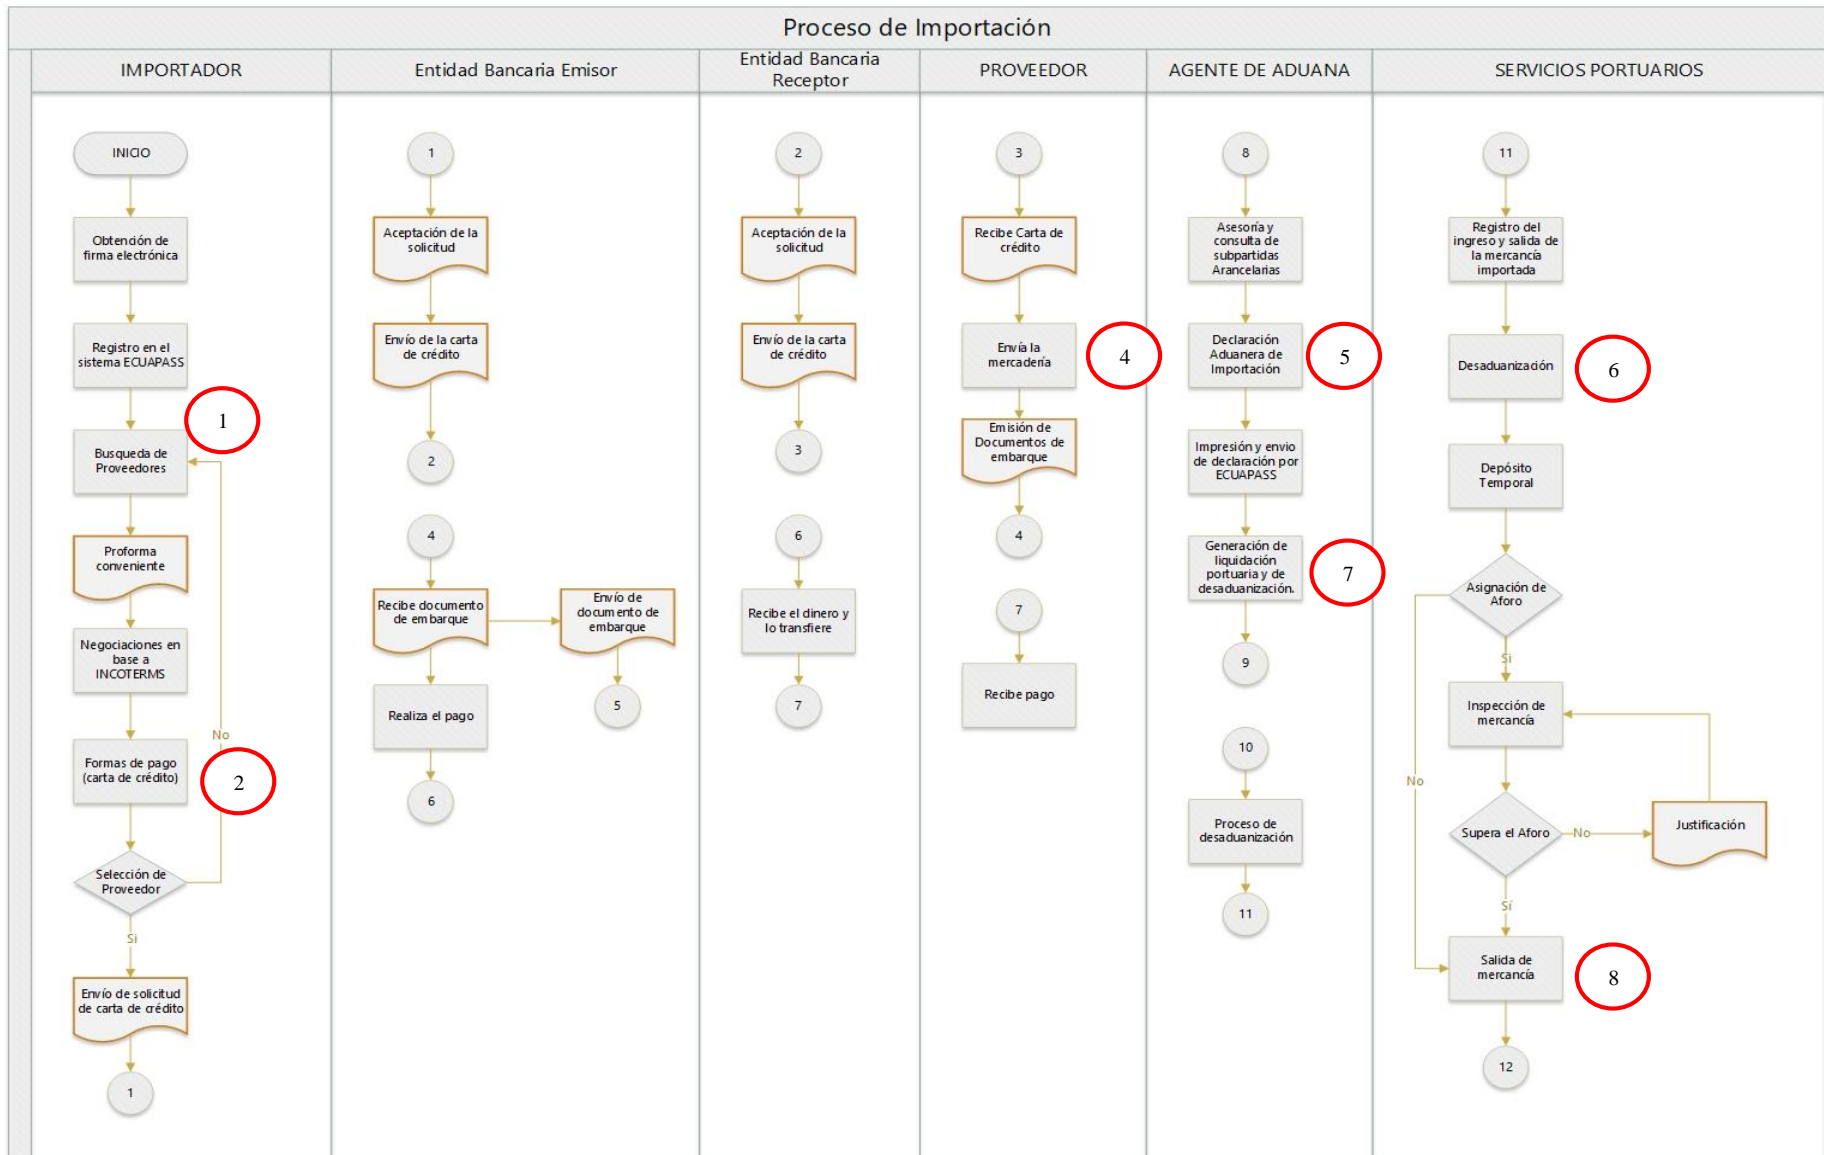 Proceso de Importación
IMPORTADOR
Entidad Bancaria Emisor
Entidad Bancaria
Receptor
PROVEEDOR
AGENTE DE ADUANA
SERVICIOS PORTUARIOS
INICIO
Obtención de
firma electrónica
Registro en el
sistema ECUAPASS
1
Busqueda de
Proveedores
Proforma
conveniente
Negociaciones en
base a
INCOTERMS
No
Formas de pago
(carta de crédito)
2
Selección de
Proveedor
Si
Envío de solicitud
de carta de crédito
1
1
Aceptación de la
solicitud
Envío de la carta
de crédito
2
4
Recibe documento
de embarque
Envío de
documento de
embarque
5
Realiza el pago
6
2
Aceptación de la
solicitud
Envío de la carta
de crédito
3
6
Recibe el dinero y
lo transfiere
7
3
Recibe Carta de
crédito
Envía la
mercadería
4
Emisión de
Documentos de
embarque
4
7
Recibe pago
8
Asesoría y
consulta de
subpartidas
Arancelarias
Declaración
Aduanera de
Importación
5
Impresión y envio
de declaración por
ECUAPASS
Generación de
liquidación
portuaria y de
desaduanización.
7
9
10
Proceso de
desaduanización
11
11
Registro del
ingreso y salida de
la mercancía
importada
Desaduanización
6
Depósito
Temporal
Asignación de
Aforo
Si
Inspección de
mercancía
No
Supera el Aforo
No
Justificación
Sí
Salida de
mercancía
8
12